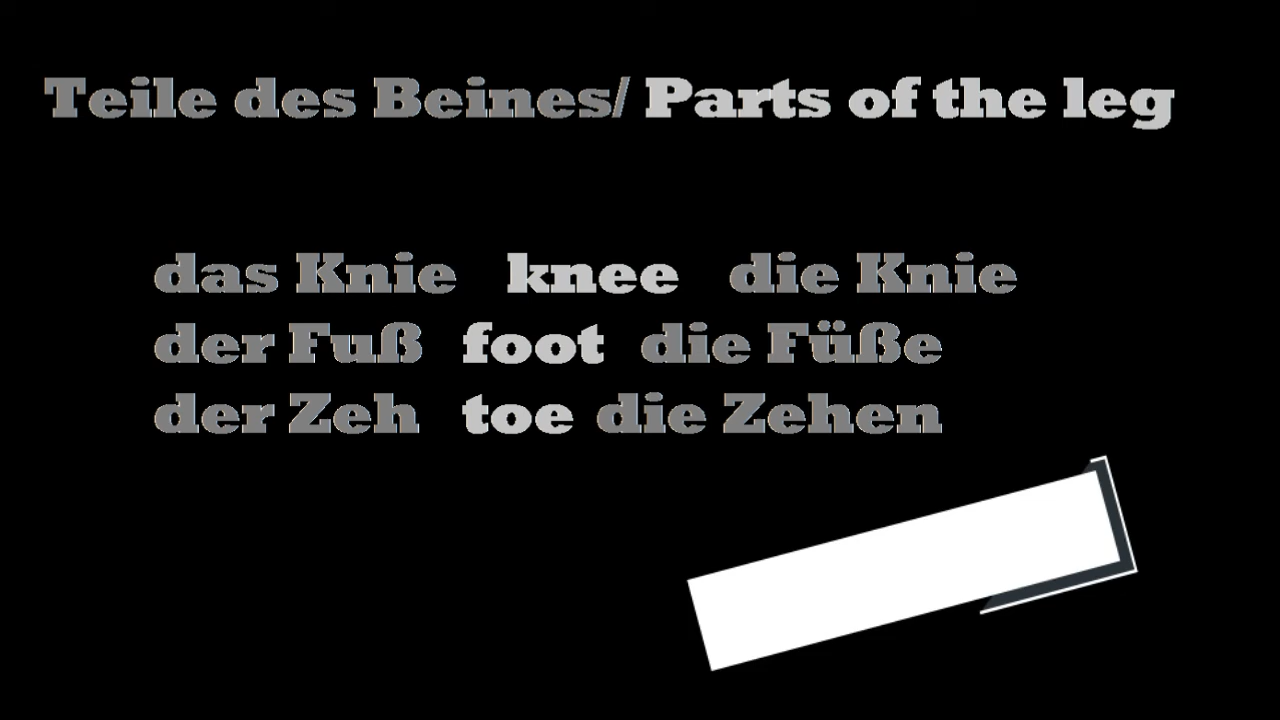 Teile des Beines/ Parts of the leg
das Knie knee die Knie
der Fuß foot die Füße
der Zeh toe die Zehen